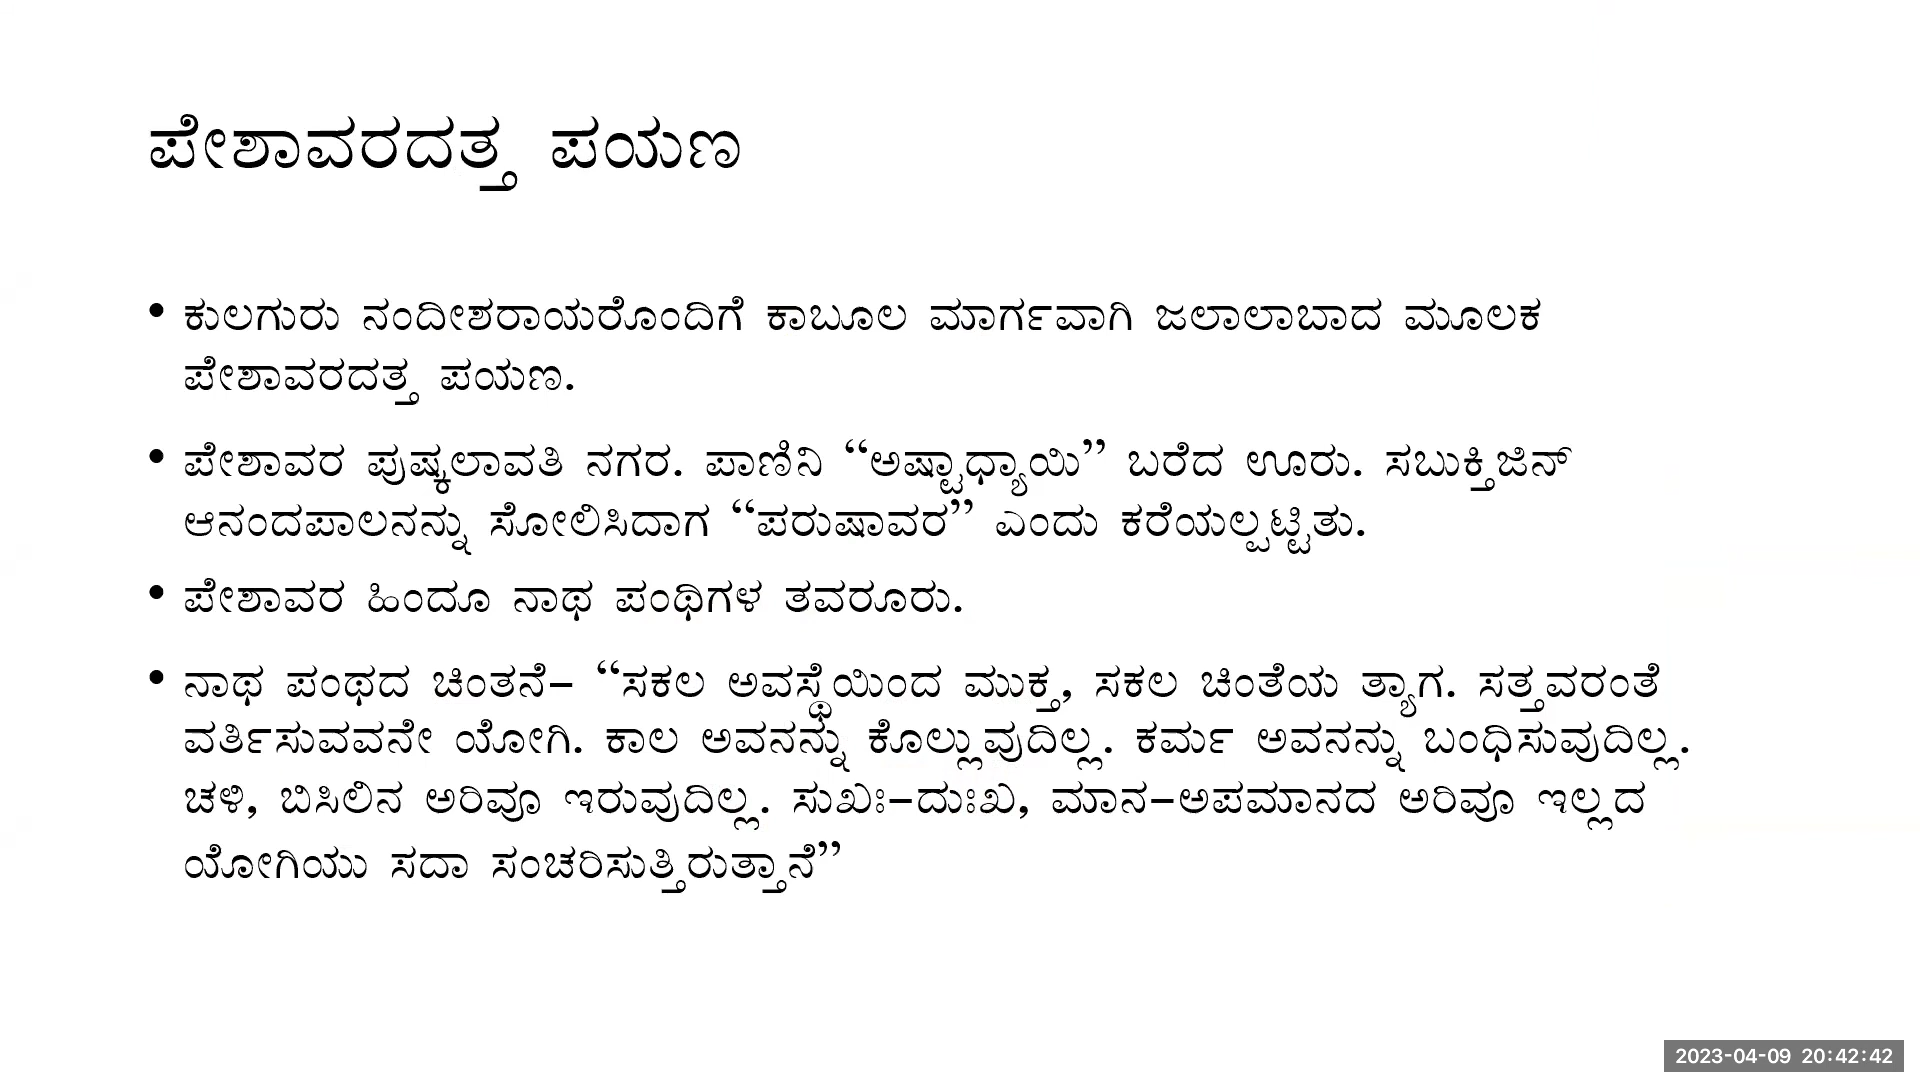 ಪೇಶಾವರದತ್ತ ಪಯಣ
• ಕುಲಗುರು ನಂದೀಶರಾಯರೊಂದಿಗೆ ಕಾಬೂಲ ಮಾರ್ಗವಾಗಿ ಜಲಾಲಾಬಾದ ಮೂಲಕ
ಪೇಶಾವರದತ್ತ ಪಯಣ.
• ಪೇಶಾವರ ಪುಷ್ಕಲಾವತಿ ನಗರ. ಪಾಣಿನಿ “ಅಷ್ಟಾಧ್ಯಾಯಿ” ಬರೆದ ಊರು. ಸಬುಕ್ತಿಜಿನ್
ಆನಂದಪಾಲನನ್ನು ಸೋಲಿಸಿದಾಗ “ಪರುಷಾವರ” ಎಂದು ಕರೆಯಲ್ಪಟ್ಟಿತು.
• ಪೇಶಾವರ ಹಿಂದೂ ನಾಥ ಪಂಥಿಗಳ ತವರೂರು.
• ನಾಥ ಪಂಥದ ಚಿಂತನೆ– “ಸಕಲ ಅವಸ್ಥೆಯಿಂದ ಮುಕ್ತ, ಸಕಲ ಚಿಂತೆಯ ತ್ಯಾಗ. ಸತ್ತವರಂತೆ
ವರ್ತಿಸುವವನೇ ಯೋಗಿ. ಕಾಲ ಅವನನ್ನು ಕೊಲ್ಲುವುದಿಲ್ಲ. ಕರ್ಮ ಅವನನ್ನು ಬಂಧಿಸುವುದಿಲ್ಲ.
ಚಳಿ, ಬಿಸಿಲಿನ ಅರಿವೂ ಇರುವುದಿಲ್ಲ. ಸುಖಃ–ದುಃಖ, ಮಾನ–ಅಪಮಾನದ ಅರಿವೂ ಇಲ್ಲದ
ಯೋಗಿಯು ಸದಾ ಸಂಚರಿಸುತ್ತಿರುತ್ತಾನೆ”
2023-04-09 20:42:42